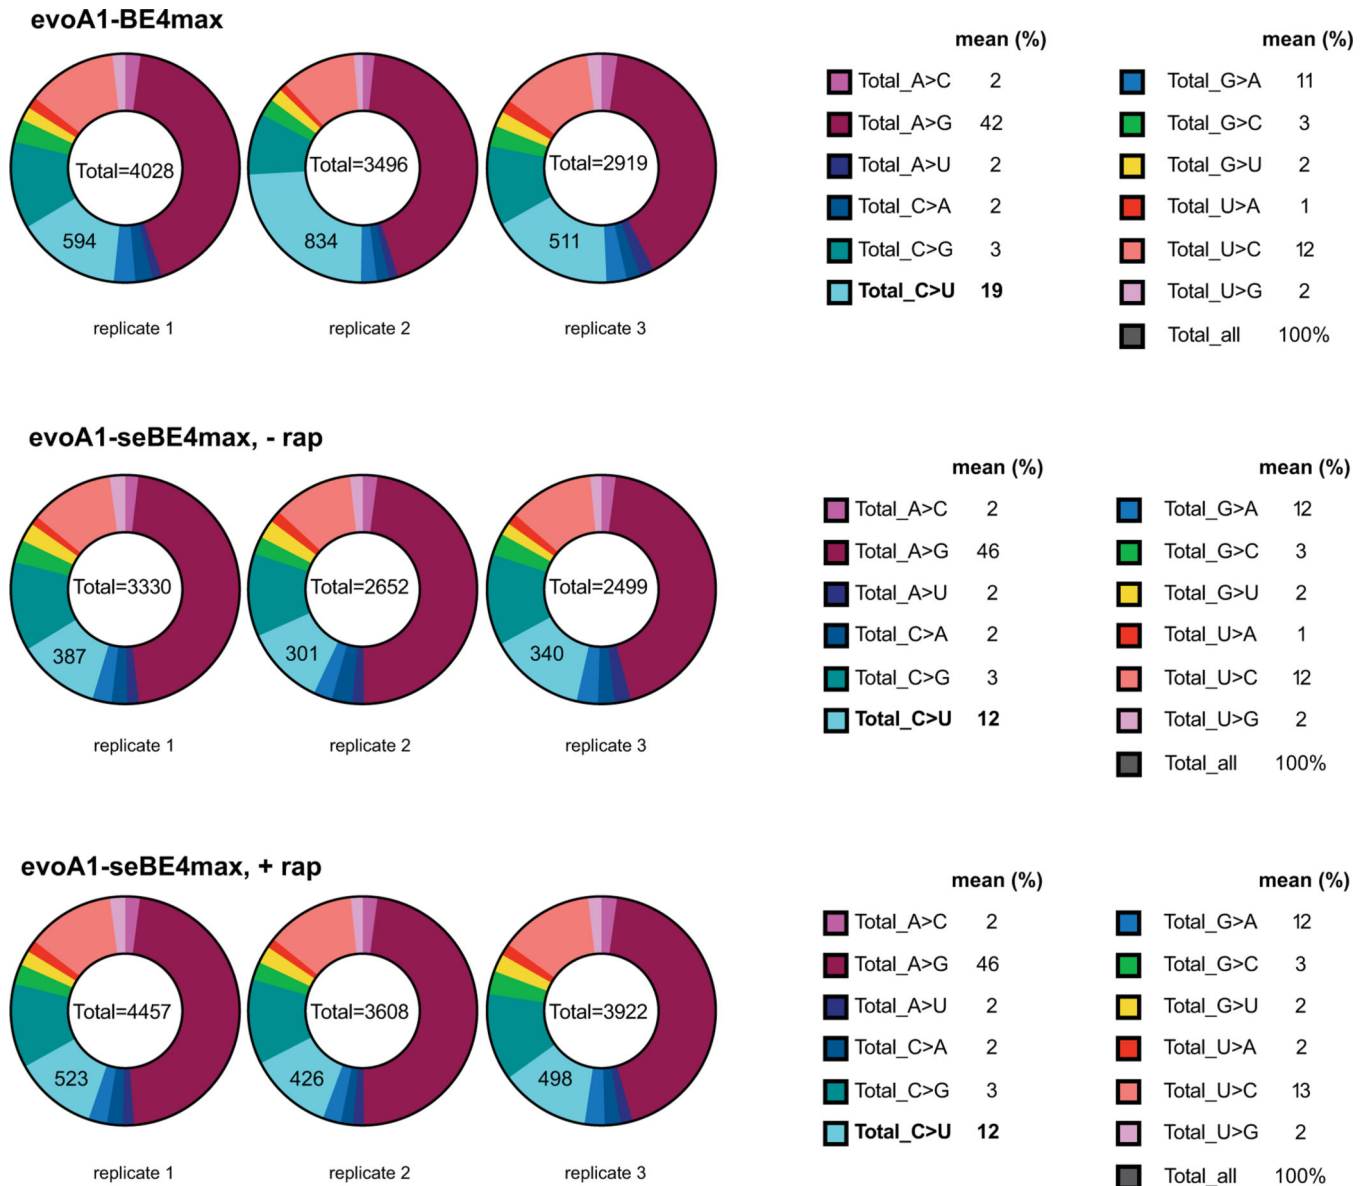 evoA1-BE4max
Total=4028
594
replicate 1
Total=3496
834
replicate 2
Total=2919
511
replicate 3
mean (%)
Total_A>C 2
Total_A>G 42
Total_A>U 2
Total_C>A 2
Total_C>G 3
Total_C>U 19
mean (%)
Total_G>A 11
Total_G>C 3
Total_G>U 2
Total_U>A 1
Total_U>C 12
Total_U>G 2
Total_all 100%
evoA1-seBE4max, - rap
Total=3330
387
replicate 1
Total=2652
301
replicate 2
Total=2499
340
replicate 3
mean (%)
Total_A>C 2
Total_A>G 46
Total_A>U 2
Total_C>A 2
Total_C>G 3
Total_C>U 12
mean (%)
Total_G>A 12
Total_G>C 3
Total_G>U 2
Total_U>A 1
Total_U>C 12
Total_U>G 2
Total_all 100%
evoA1-seBE4max, + rap
Total=4457
523
replicate 1
Total=3608
426
replicate 2
Total=3922
498
replicate 3
mean (%)
Total_A>C 2
Total_A>G 46
Total_A>U 2
Total_C>A 2
Total_C>G 3
Total_C>U 12
mean (%)
Total_G>A 12
Total_G>C 3
Total_G>U 2
Total_U>A 2
Total_U>C 13
Total_U>G 2
Total_all 100%